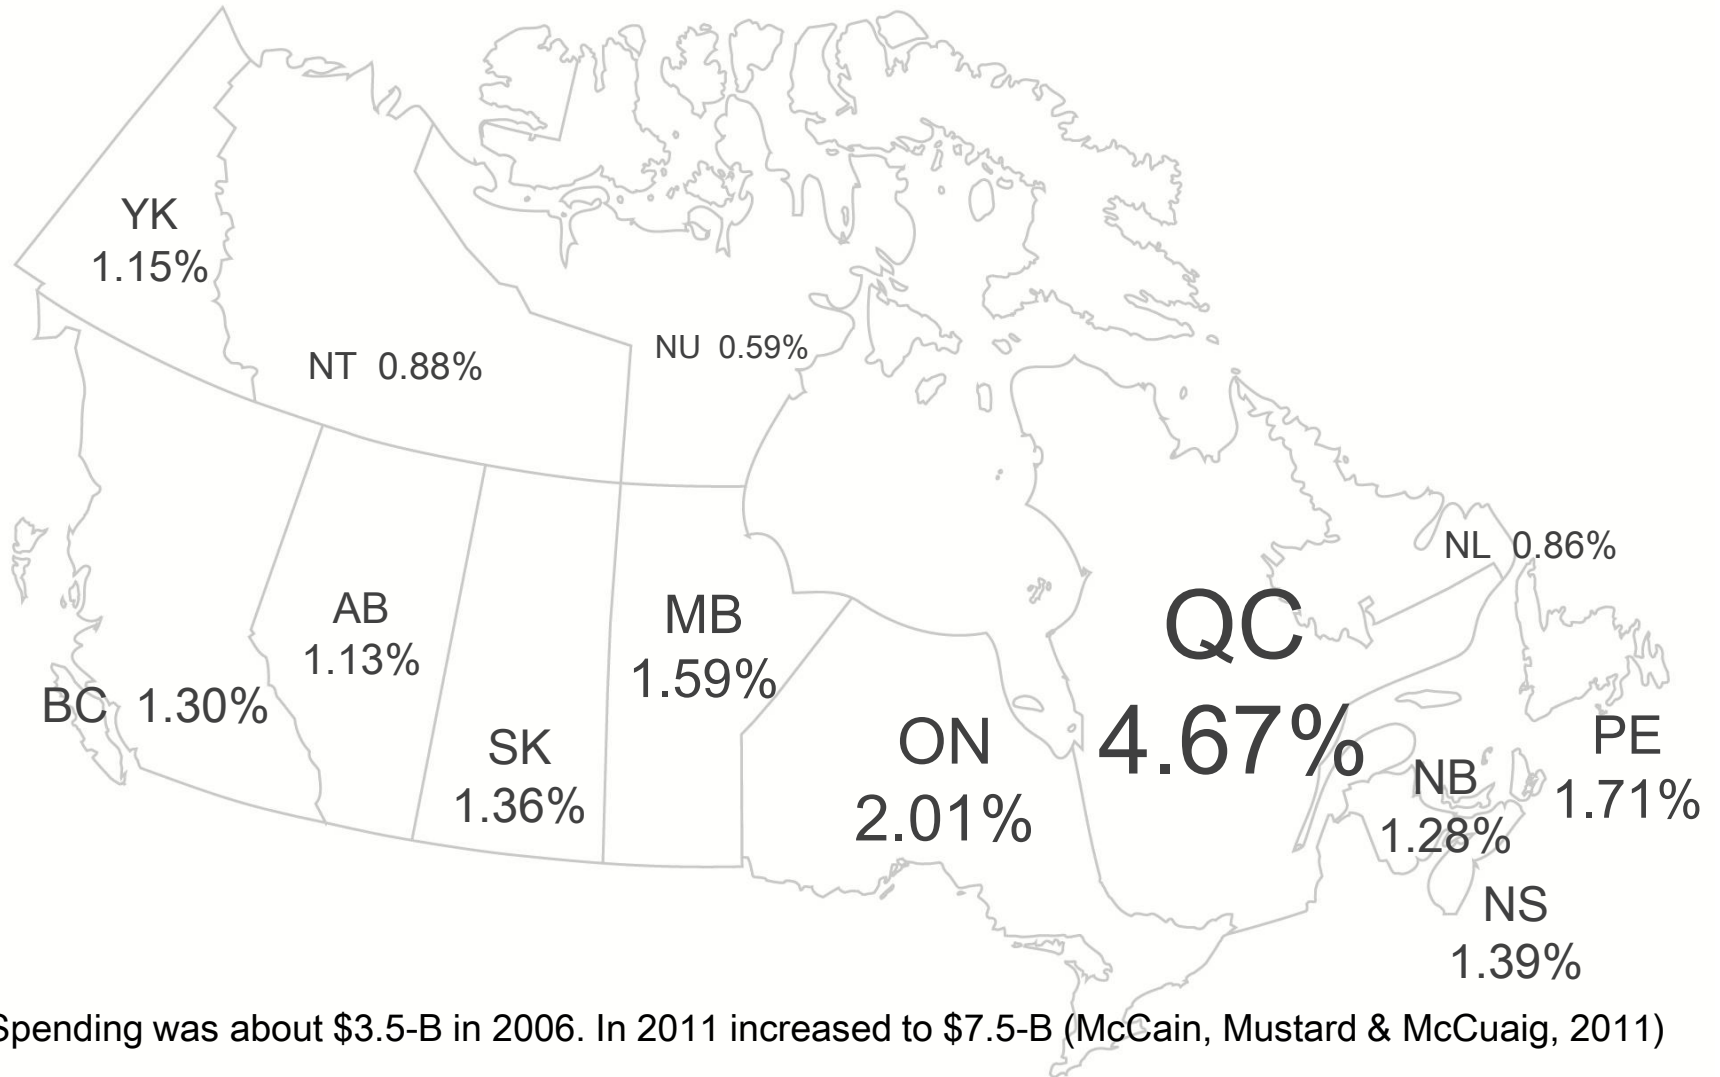 YK
1.15%
NT 0.88%
NU 0.59%
NL 0.86%
QC
4.67%
AB
1.13%
MB
1.59%
BC 1.30%
SK
1.36%
ON
2.01%
PE
1.71%
NB
1.28%
NS
1.39%
Spending was about $3.5-B in 2006. In 2011 increased to $7.5-B (McCain, Mustard & McCuaig, 2011)